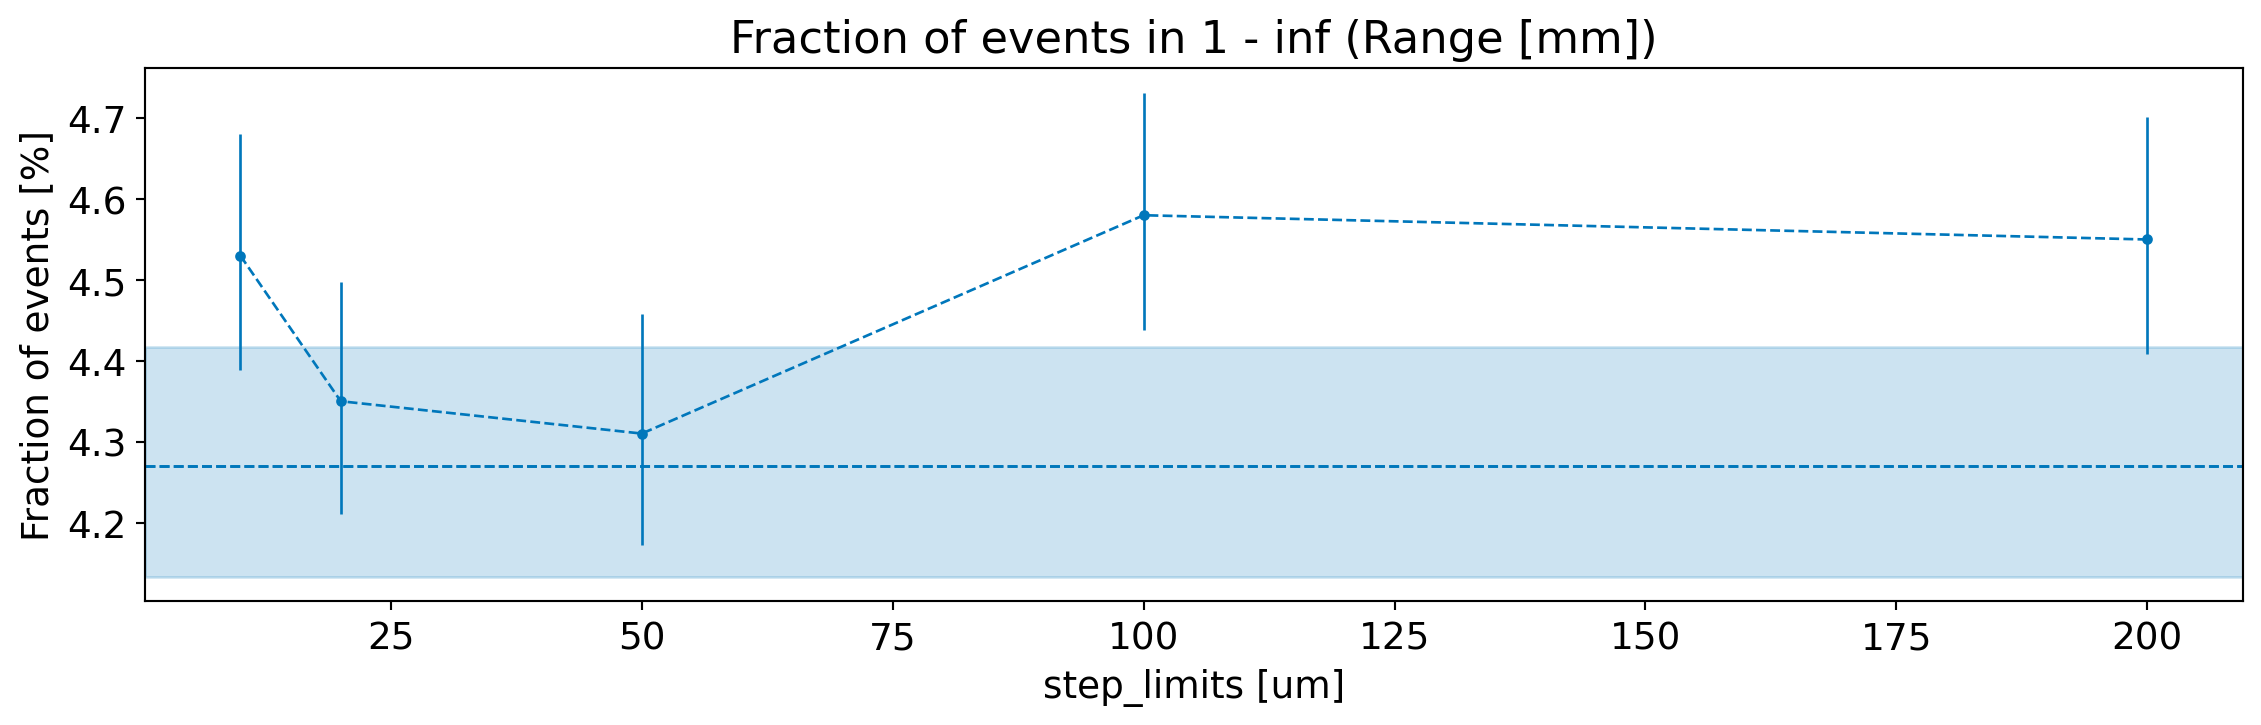 Fraction of events in 1 - inf (Range [mm])
Fraction of events [%]
4.7
4.6
4.5
4.4
4.3
4.2
25 50 75 100 125 150 175 200
step_limits [um]